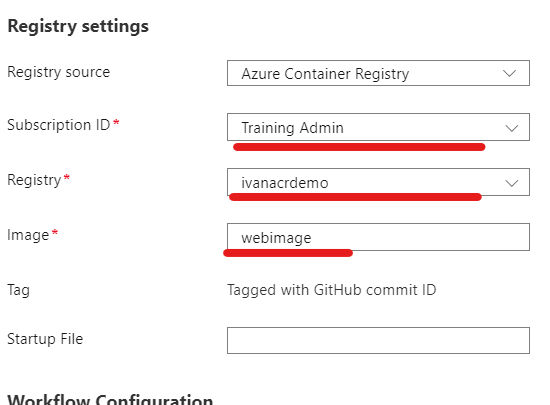 Registry settings
Registry source
Azure Container Registry
Subscription ID*
Training Admin
Registry*
ivanacrdemo
Image*
webimage
Tag
Tagged with GitHub commit ID
Startup File
Workflow Configuration